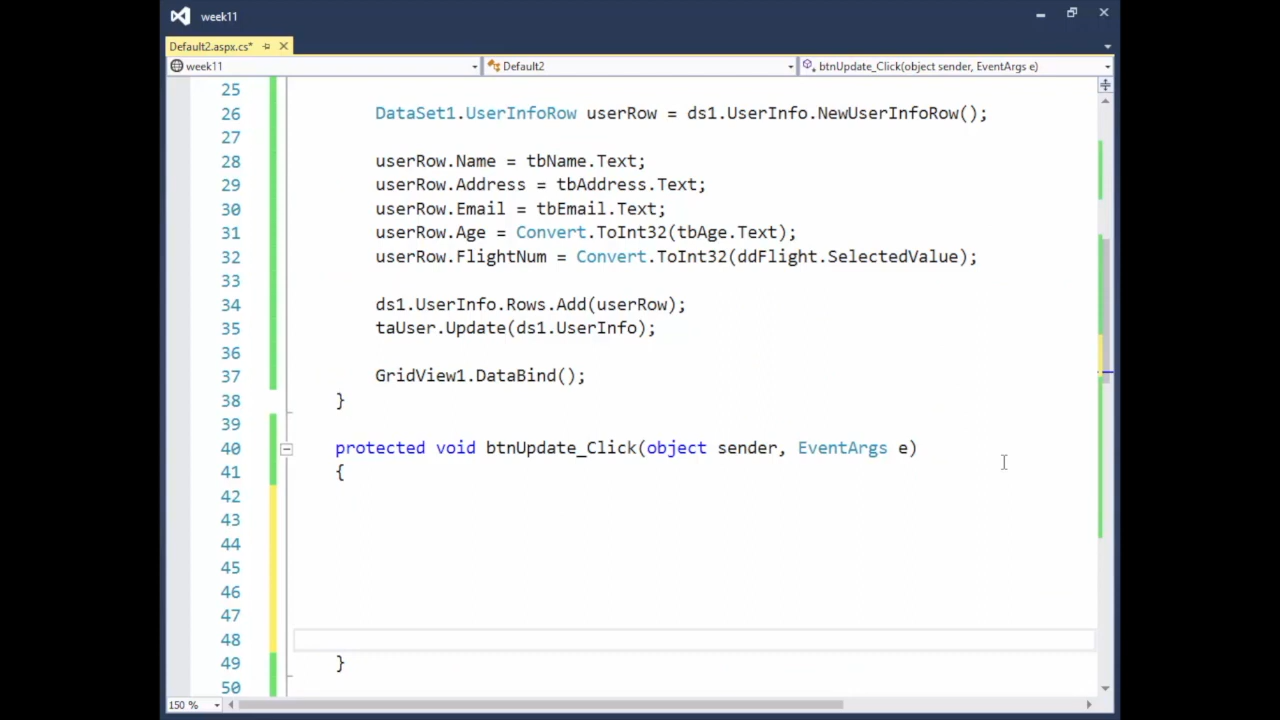 week11
Default2.aspx.cs*
week11 Default2 btnUpdate_Click(object sender, EventArgs e)
25
26 DataSet1.UserInfoRow userRow = ds1.UserInfo.NewUserInfoRow();
27
28 userRow.Name = tbName.Text;
29 userRow.Address = tbAddress.Text;
30 userRow.Email = tbEmail.Text;
31 userRow.Age = Convert.ToInt32(tbAge.Text);
32 userRow.FlightNum = Convert.ToInt32(ddFlight.SelectedValue);
33
34 ds1.UserInfo.Rows.Add(userRow);
35 taUser.Update(ds1.UserInfo);
36
37 GridView1.DataBind();
38 }
39
40 protected void btnUpdate_Click(object sender, EventArgs e)
41 {
42
43
44
45
46
47
48
49 }
50
150 %